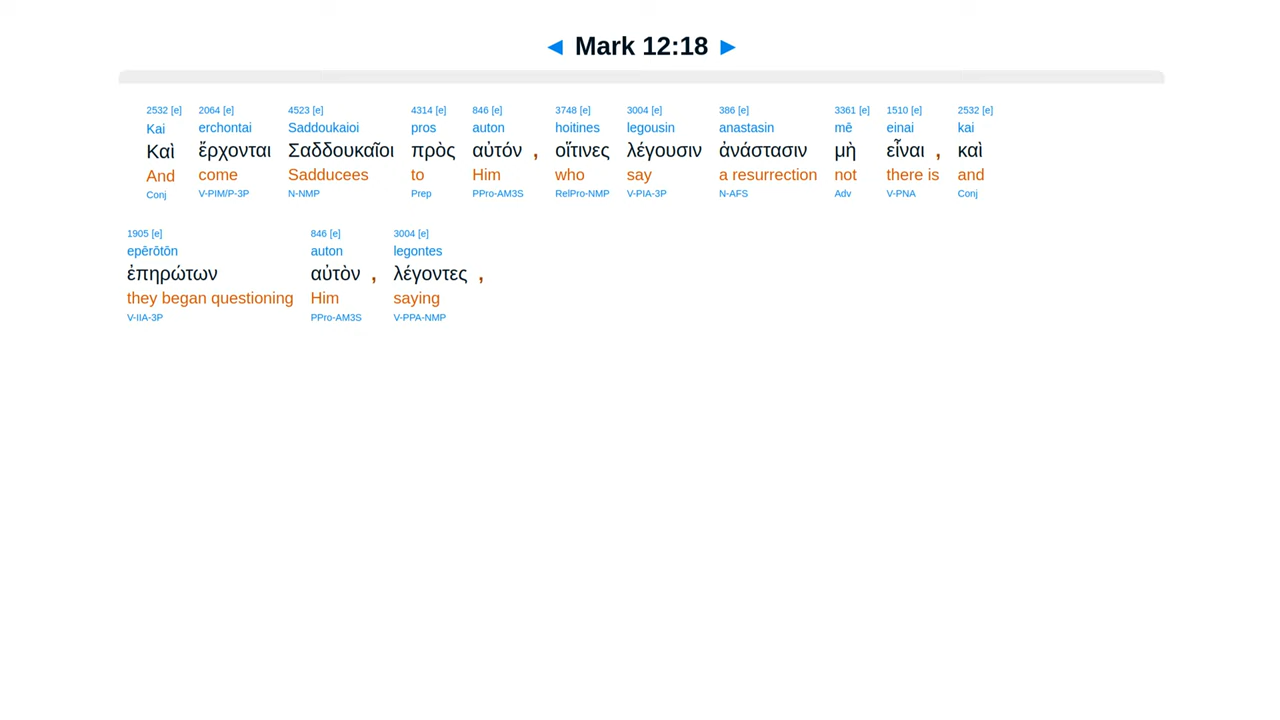 ◄ Mark 12:18 ►
2532 [e] 2064 [e] 4523 [e] 4314 [e] 846 [e] 3748 [e] 3004 [e] 386 [e] 3361 [e] 1510 [e] 2532 [e]
Kai erchontai Saddoukaioi pros auton hoitines legousin anastasin mē einai kai
Καὶ ἔρχονται Σαδδουκαῖοι πρὸς αὐτόν , οἵτινες λέγουσιν ἀνάστασιν μὴ εἶναι , καὶ
And come Sadducees to Him who say a resurrection not there is and
Conj V-PIM/P-3P N-NMP Prep PPro-AM3S RelPro-NMP V-PIA-3P N-AFS Adv V-PNA Conj
1905 [e] 846 [e] 3004 [e]
epērōtōn auton legontes
ἐπηρώτων αὐτὸν , λέγοντες ,
they began questioning Him saying
V-IIA-3P PPro-AM3S V-PPA-NMP